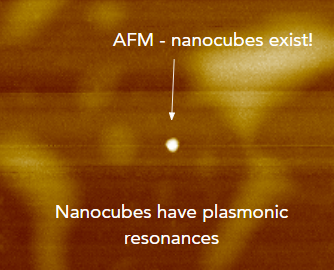 AFM - nanocubes exist!
Nanocubes have plasmonic
resonances